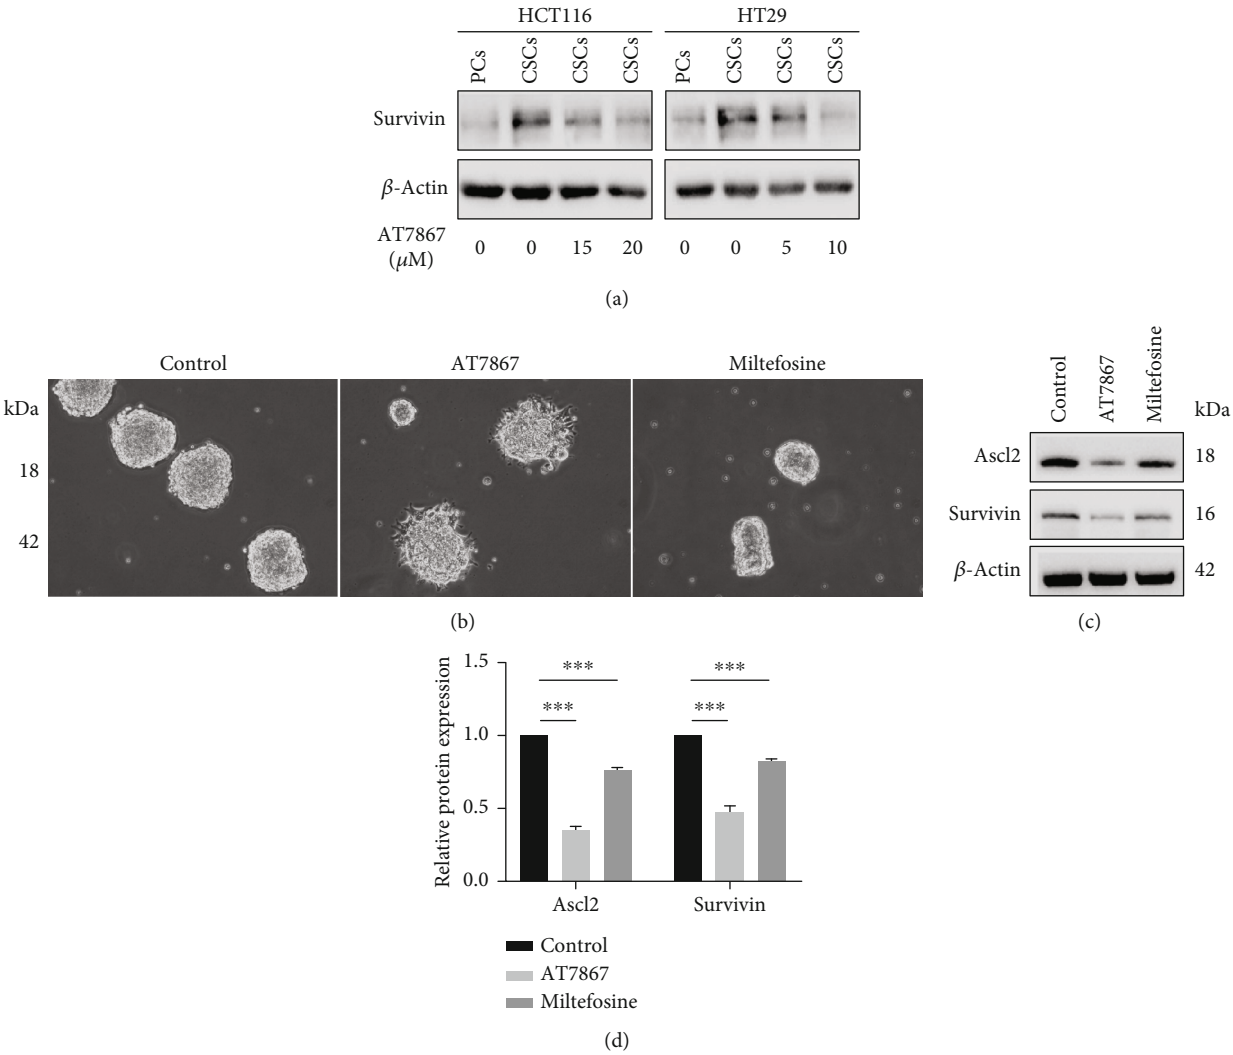 HCT116 HT29
PCs CSCs CSCs CSCs PCs CSCs CSCs CSCs
Survivin
β-Actin
AT7867 (μM) 0 0 15 20 0 0 5 10
(a)
Control AT7867 Miltefosine
kDa
18
42
(b)
Control AT7867 Miltefosine
kDa
Ascl2 18
Survivin 16
β-Actin 42
(c)
Relative protein expression
1.5
1.0
0.5
0.0
*** ***
*** ***
Ascl2 Survivin
Control
AT7867
Miltefosine
(d)